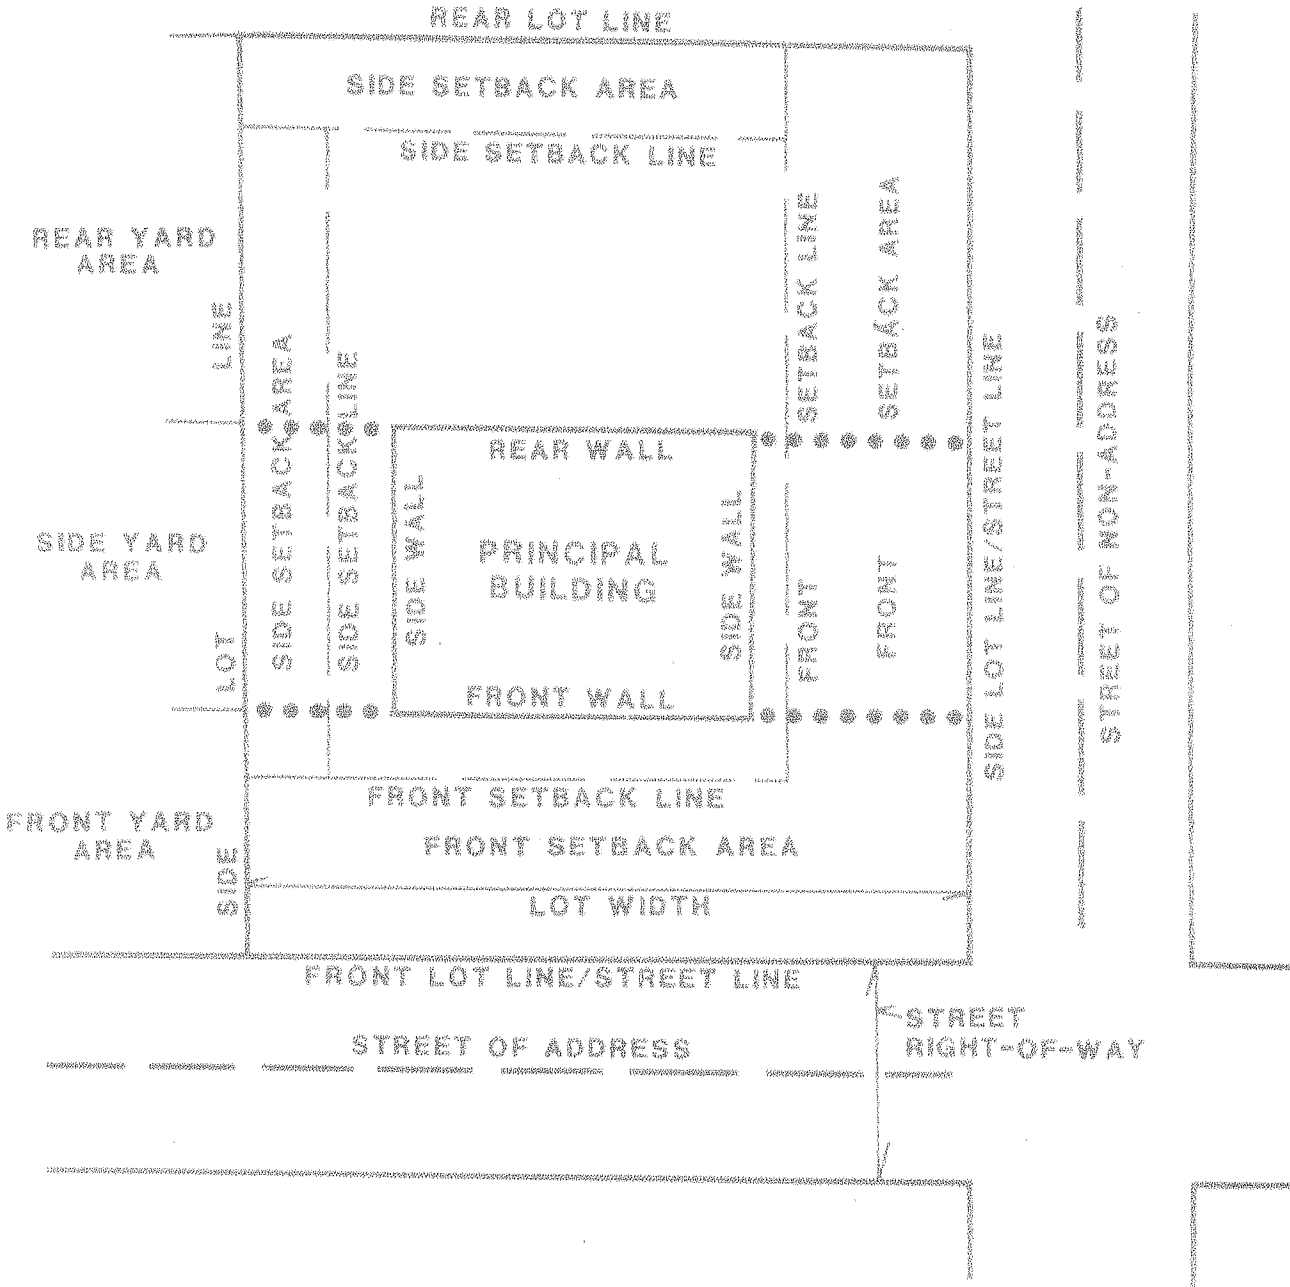 REAR LOT LINE
SIDE SETBACK AREA
SIDE SETBACK LINE
REAR YARD
AREA
SIDE LOT LINE
SIDE SETBACK AREA
SIDE SETBACK LINE
FRONT SETBACK LINE
FRONT SETBACK AREA
SIDE LOT LINE/STREET LINE
STREET OF NON-ADDRESS
REAR WALL
SIDE WALL
PRINCIPAL
BUILDING
SIDE WALL
FRONT WALL
SIDE YARD
AREA
FRONT SETBACK LINE
FRONT YARD
AREA
FRONT SETBACK AREA
LOT WIDTH
FRONT LOT LINE/STREET LINE
STREET
RIGHT-OF-WAY
STREET OF ADDRESS